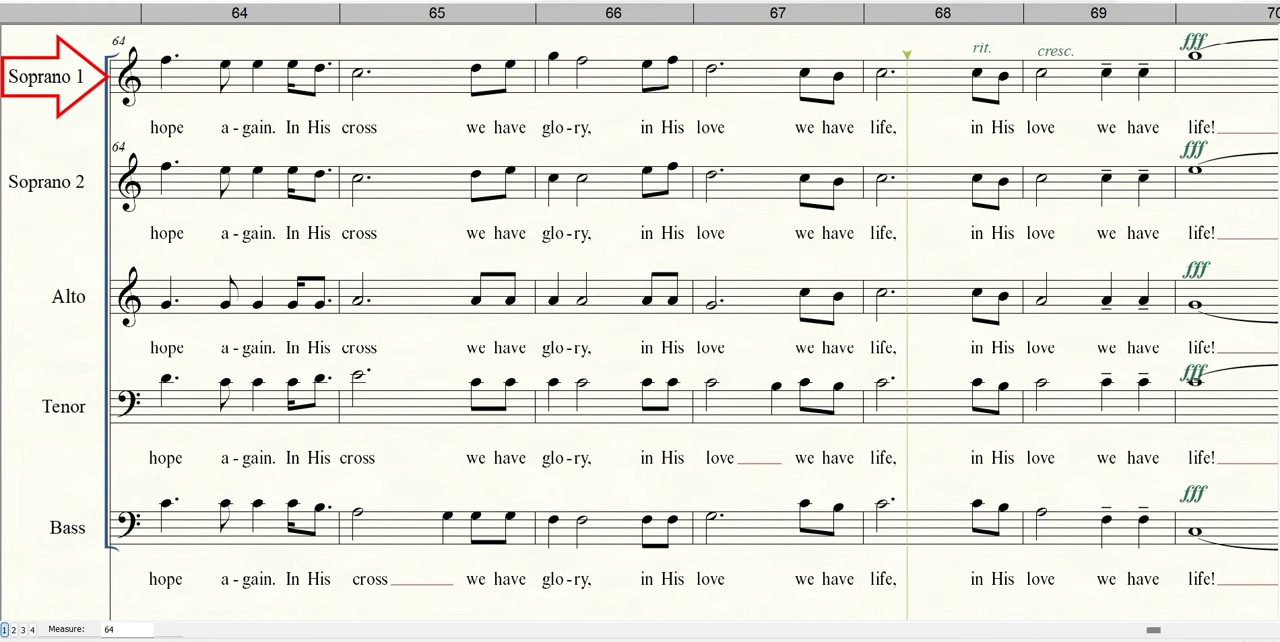 64 65 66 67 68 69 70
64 rit. cresc. fff
Soprano 1
hope a-gain. In His cross we have glo-ry, in His love we have life, in His love we have life!
64 fff
Soprano 2
hope a-gain. In His cross we have glo-ry, in His love we have life, in His love we have life!
fff
Alto
hope a-gain. In His cross we have glo-ry, in His love we have life, in His love we have life!
fff
Tenor
hope a-gain. In His cross we have glo-ry, in His love we have life, in His love we have life!
fff
Bass
hope a-gain. In His cross we have glo-ry, in His love we have life, in His love we have life!
1 2 3 4 Measure: 64